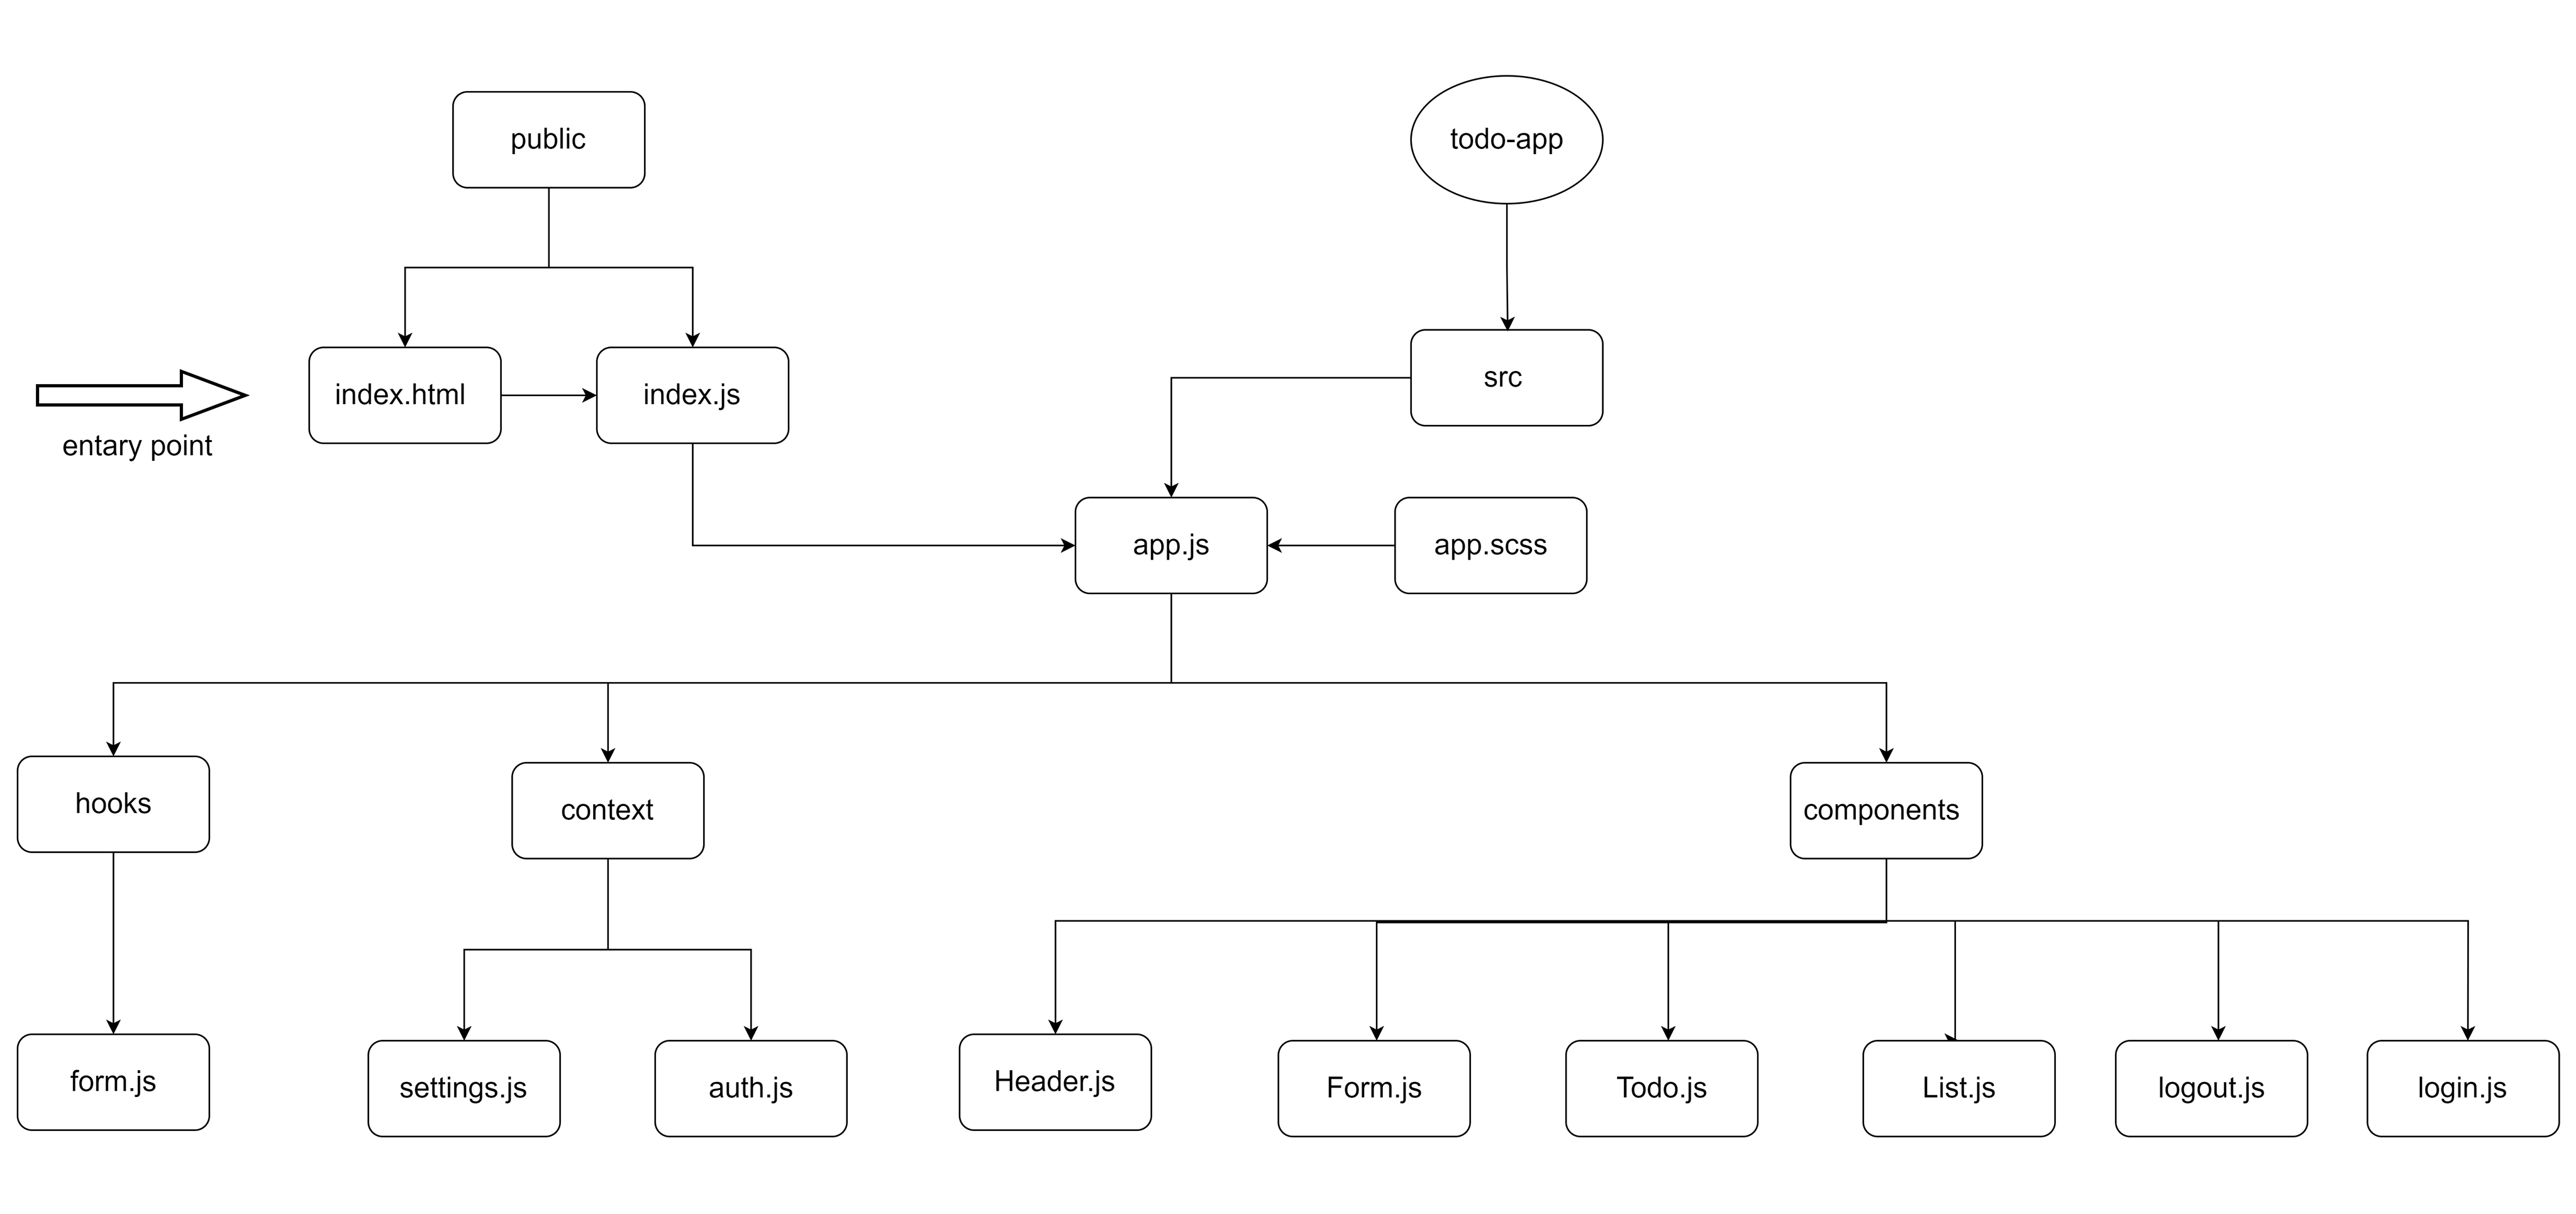 public
todo-app
index.html
index.js
src
entary point
app.js
app.scss
hooks
context
components
form.js
settings.js
auth.js
Header.js
Form.js
Todo.js
List.js
logout.js
login.js